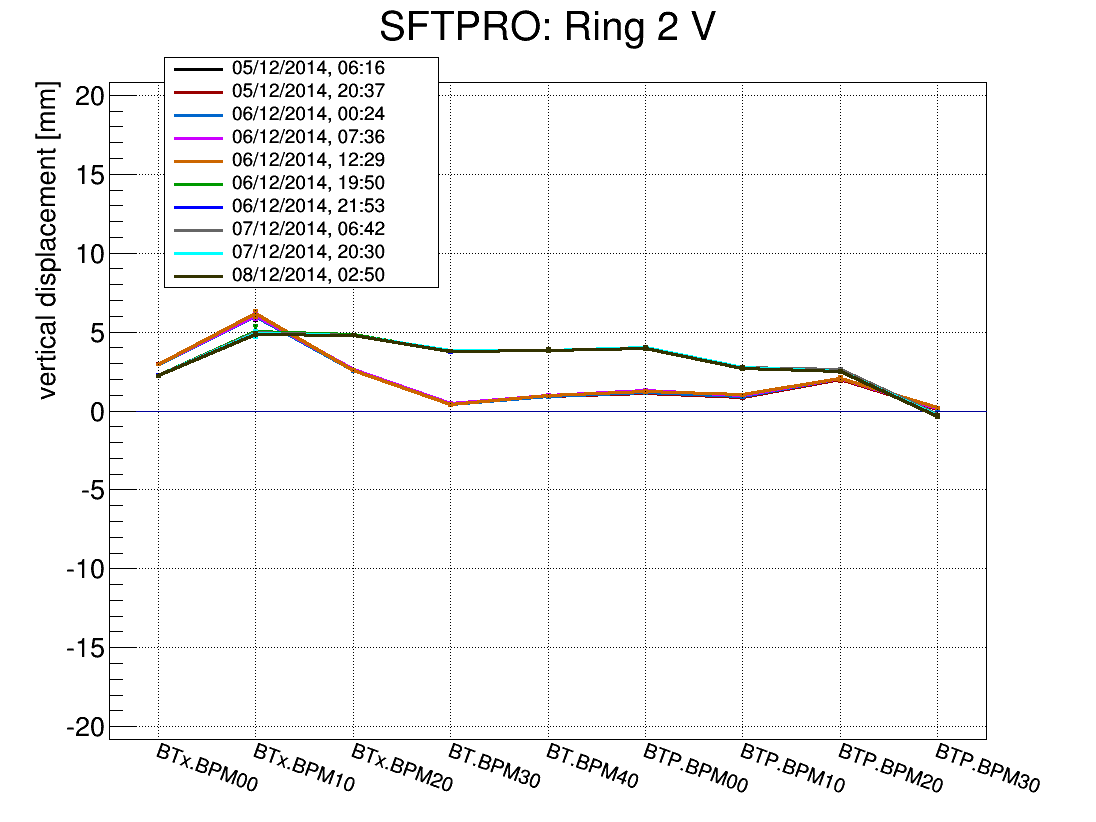 SFTPRO: Ring 2 V
05/12/2014, 06:16
05/12/2014, 20:37
06/12/2014, 00:24
06/12/2014, 07:36
06/12/2014, 12:29
06/12/2014, 19:50
06/12/2014, 21:53
07/12/2014, 06:42
07/12/2014, 20:30
08/12/2014, 02:50
vertical displacement [mm]
20
15
10
5
0
-5
-10
-15
-20
BTx.BPM00
BTx.BPM10
BTx.BPM20
BT.BPM30
BT.BPM40
BTP.BPM00
BTP.BPM10
BTP.BPM20
BTP.BPM30